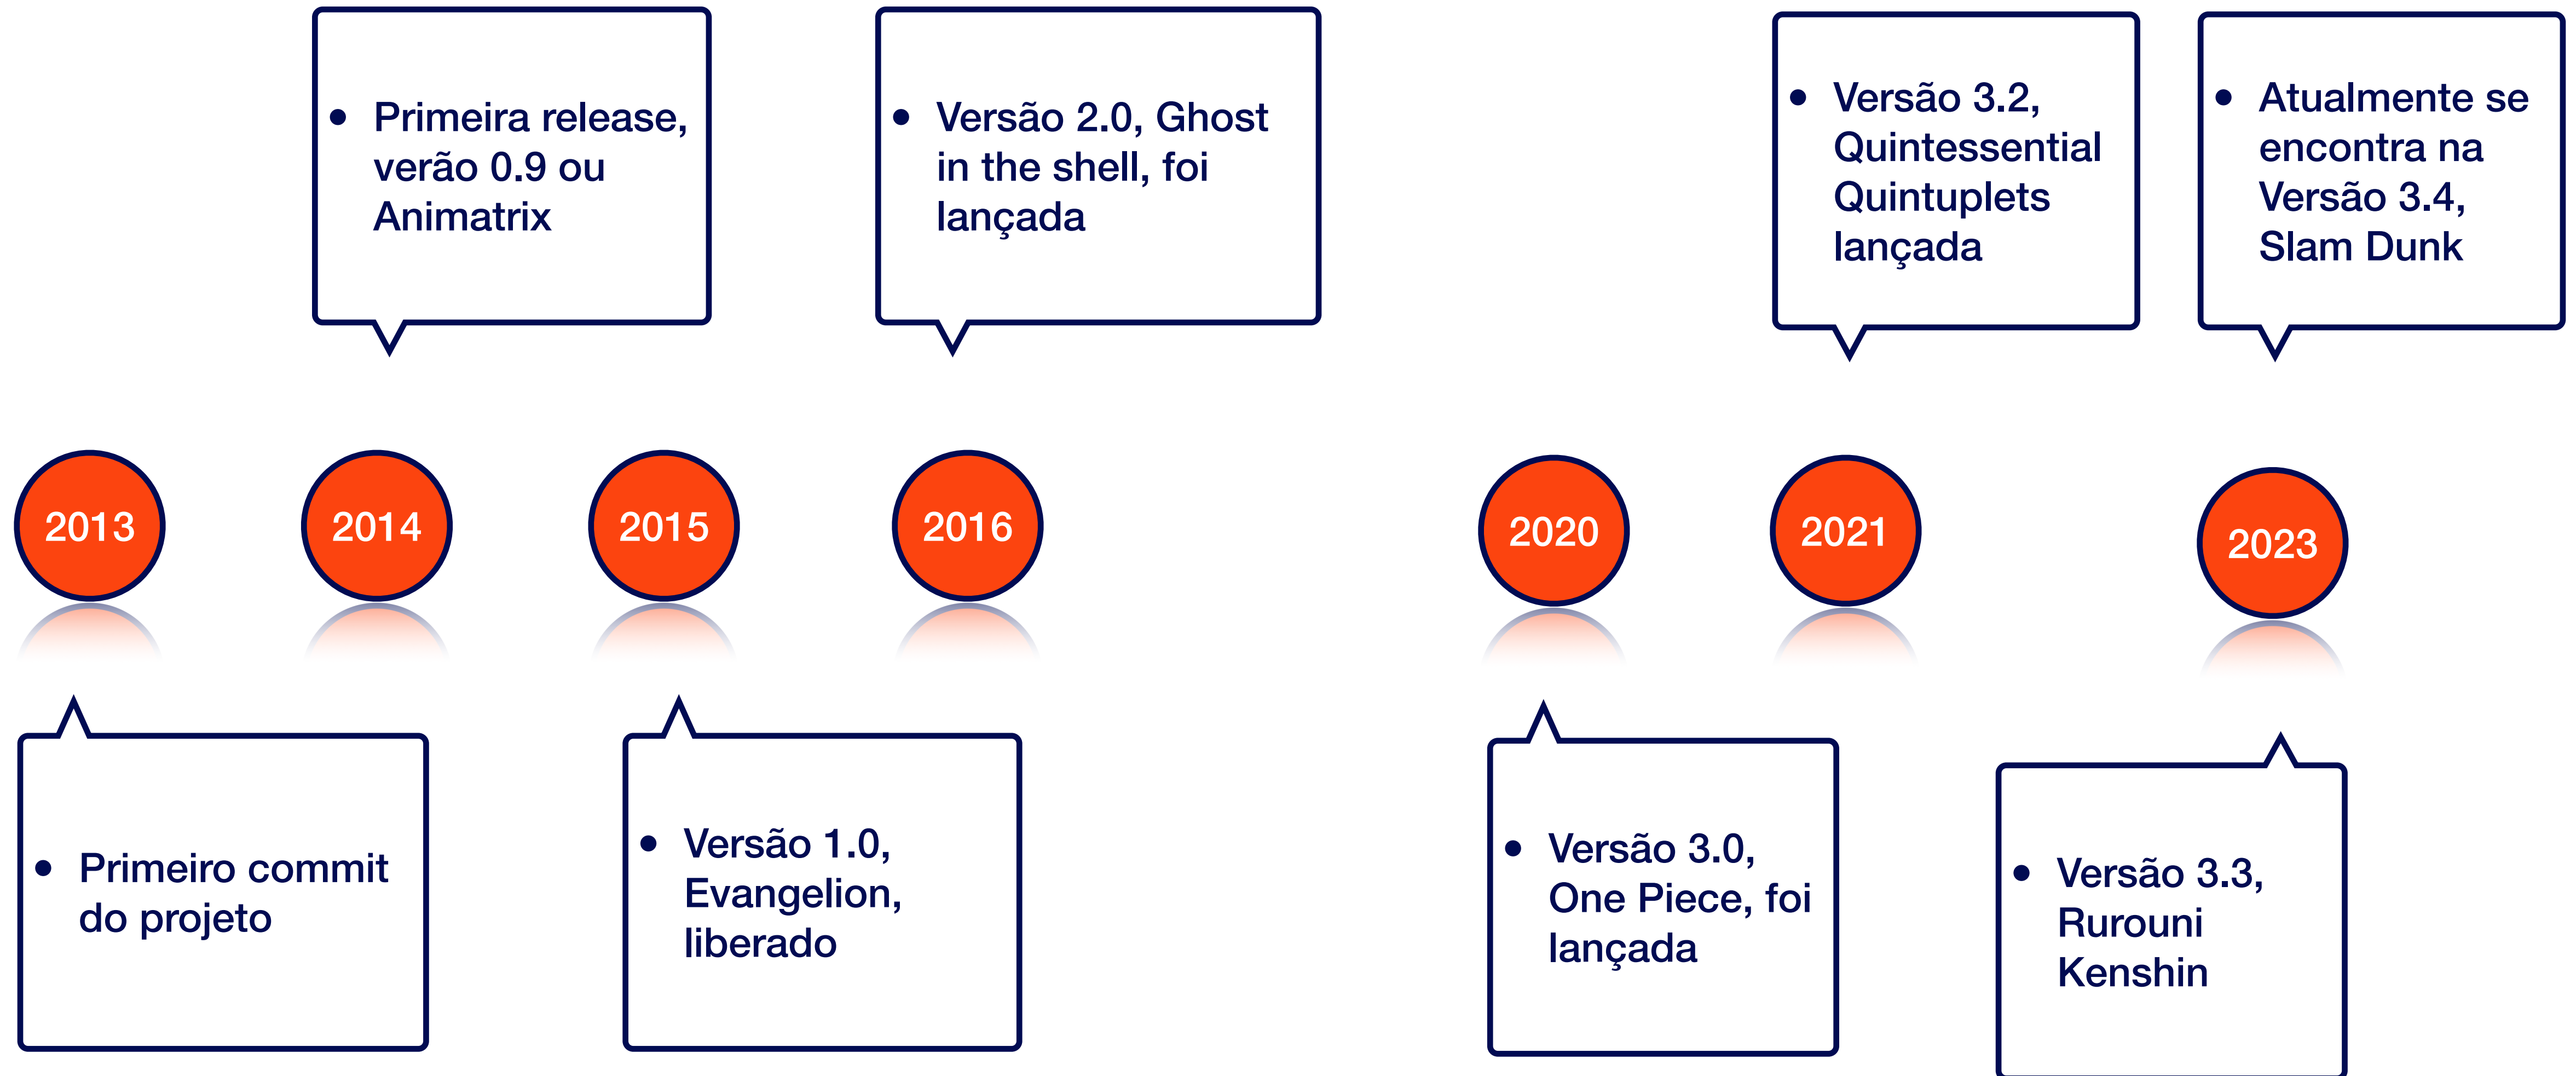 • Primeira release,
verão 0.9 ou
Animatrix
• Versão 2.0, Ghost
in the shell, foi
lançada
• Versão 3.2,
Quintessential
Quintuplets
lançada
• Atualmente se
encontra na
Versão 3.4,
Slam Dunk
2013
2014
2015
2016
2020
2021
2023
• Primeiro commit
do projeto
• Versão 1.0,
Evangelion,
liberado
• Versão 3.0,
One Piece, foi
lançada
• Versão 3.3,
Rurouni
Kenshin